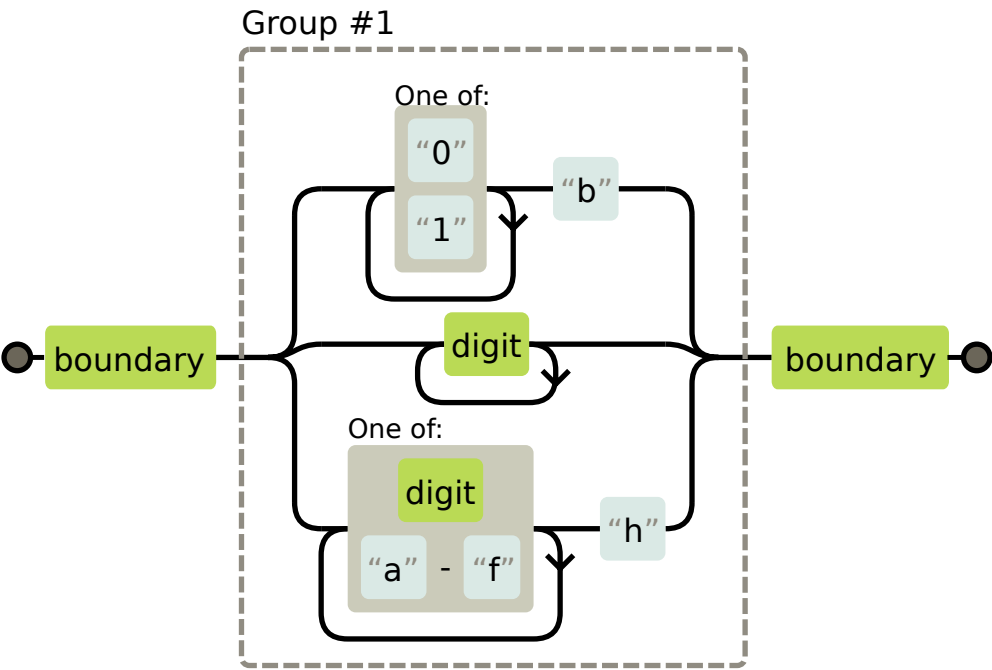 Group #1
One of:
“0”
“1”
“b”
boundary
digit
boundary
One of:
digit
“a” - “f”
“h”